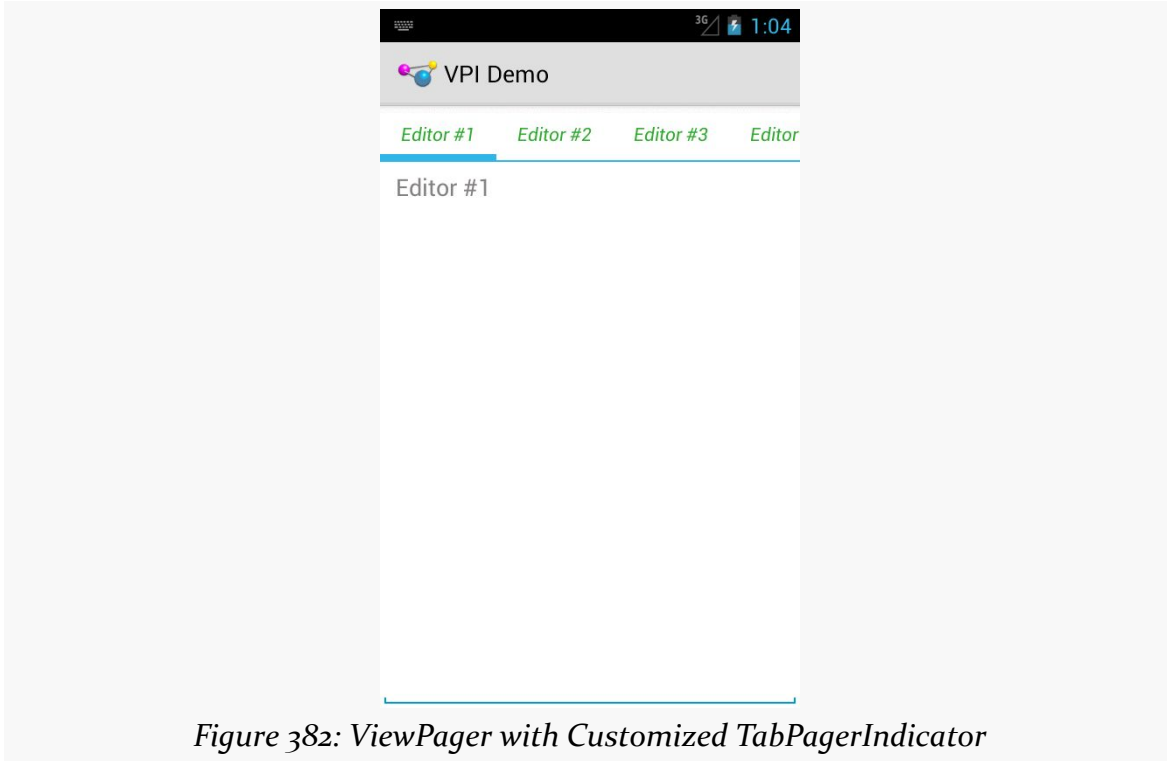 3G 1:04
VPI Demo
Editor #1 Editor #2 Editor #3 Editor
Editor #1
Figure 382: ViewPager with Customized TabPagerIndicator